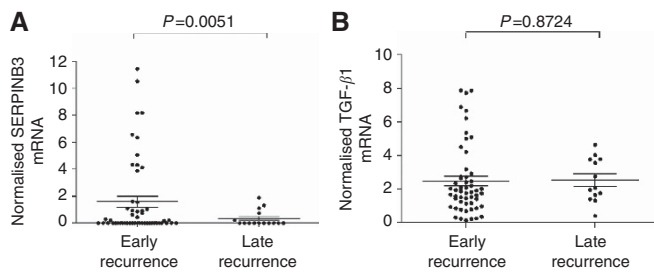 A
P=0.0051
Normalised SERPINB3
mRNA
12
10
8
6
4
2
0
Early
recurrence
Late
recurrence
B
P=0.8724
Normalised TGF-β1
mRNA
10
8
6
4
2
0
Early
recurrence
Late
recurrence